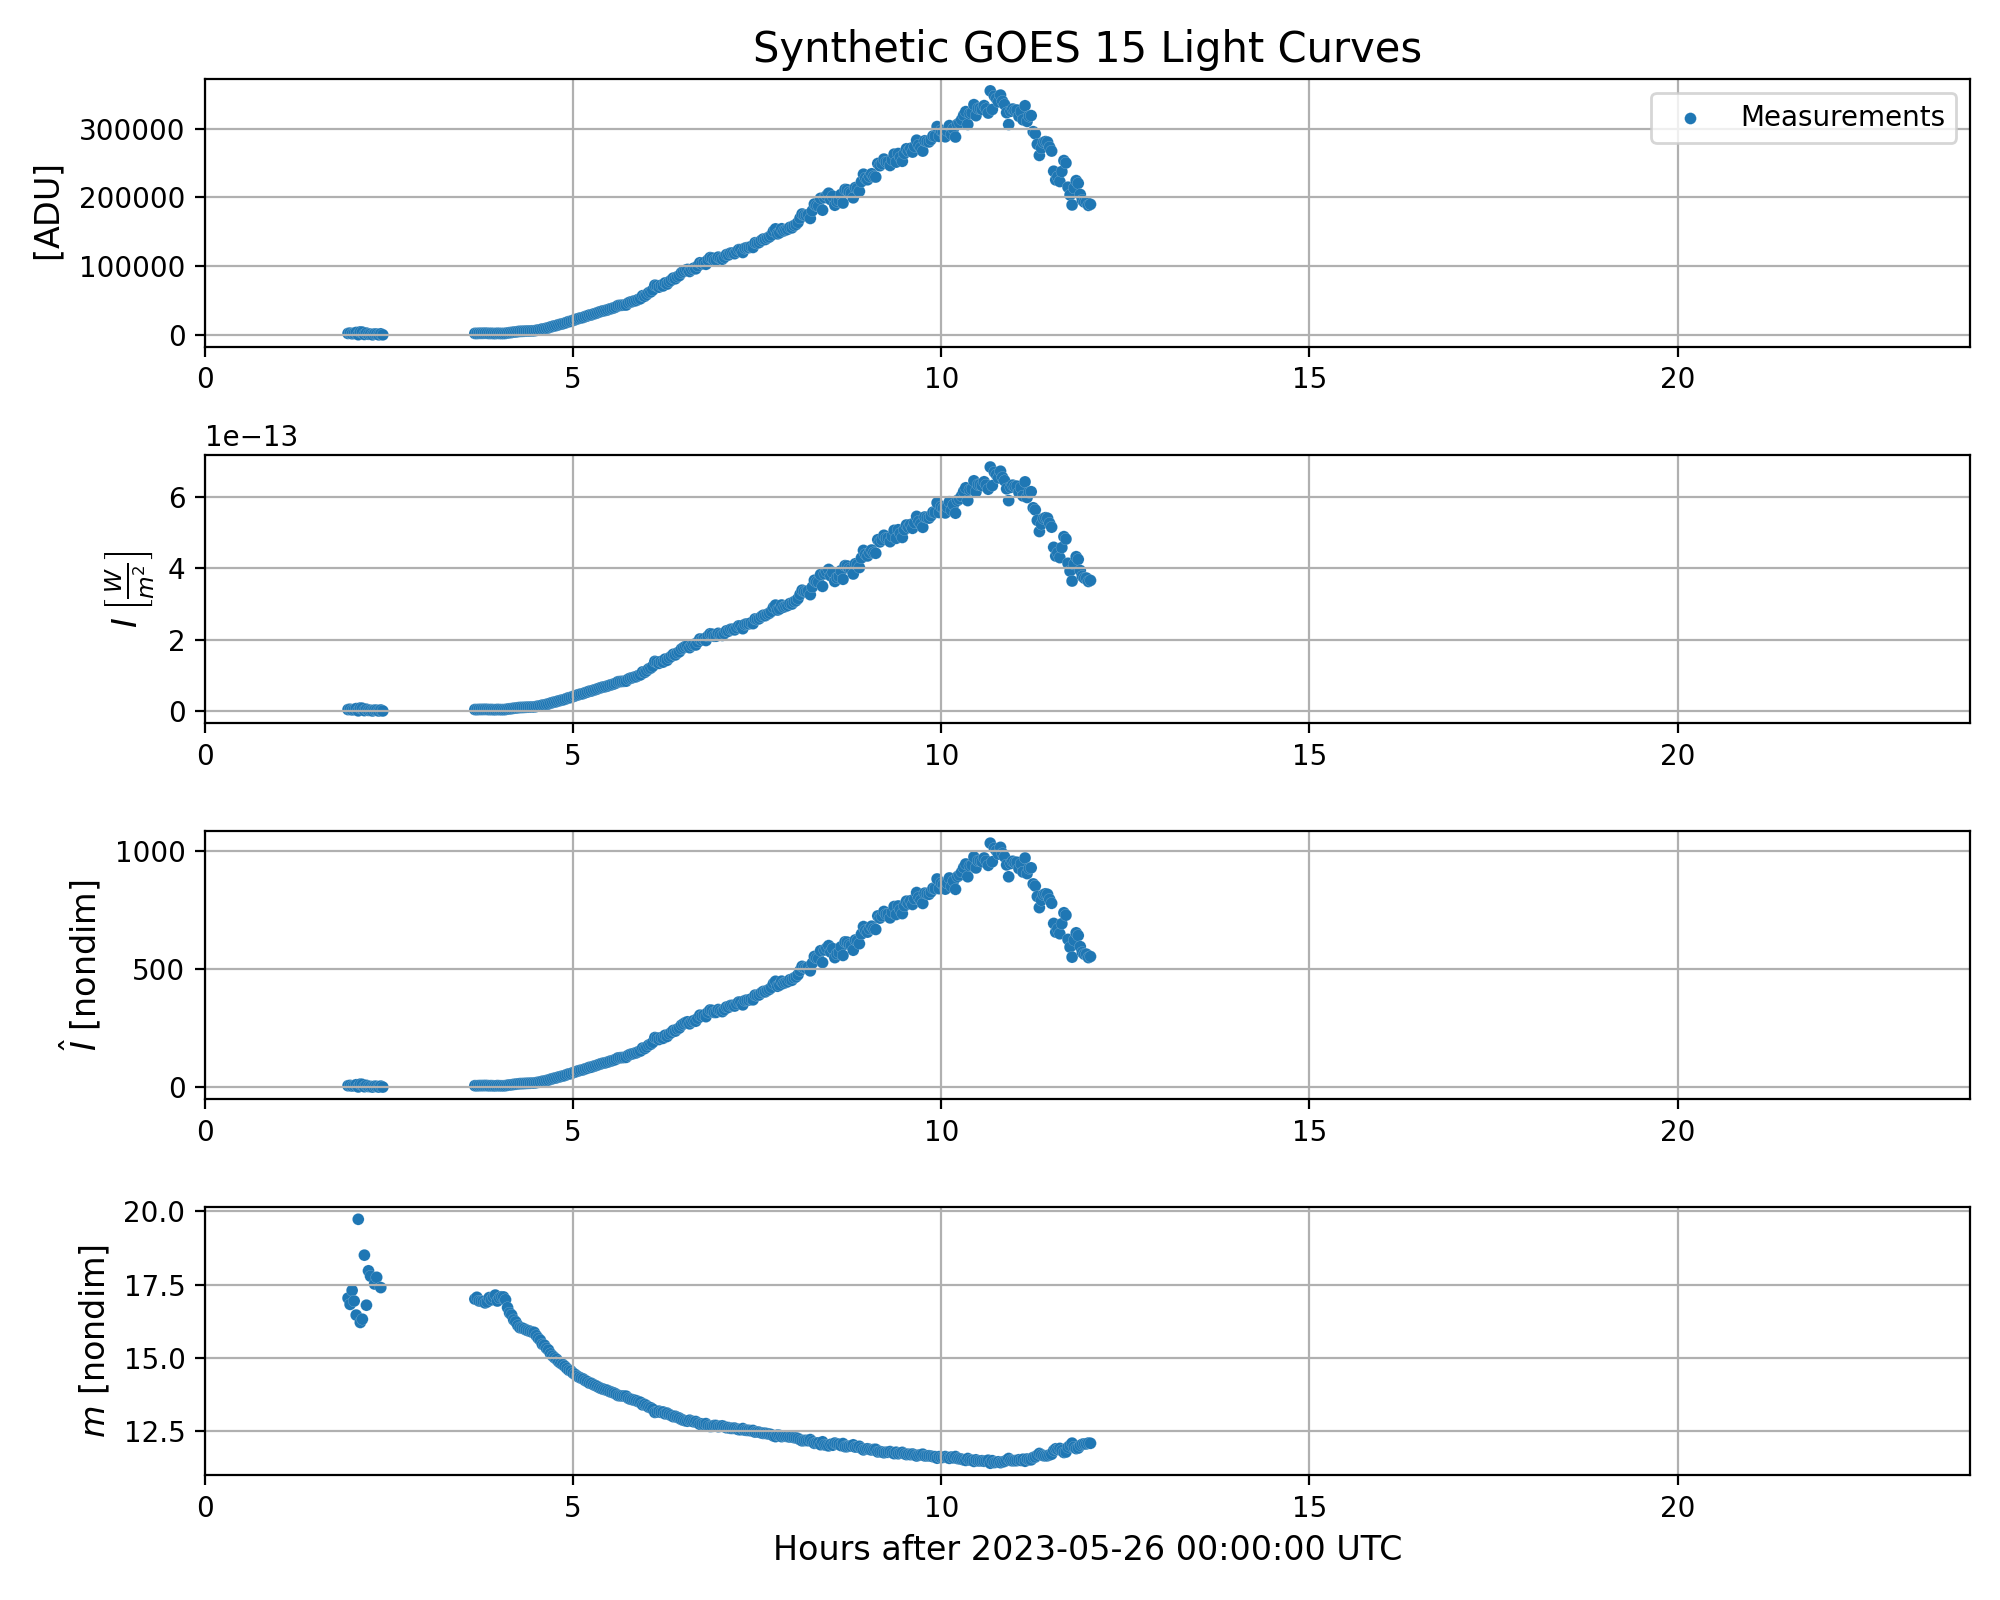 Synthetic GOES 15 Light Curves
[ADU]
300000
200000
100000
0
Measurements
0 5 10 15 20
1e−13
I [W/m²]
6
4
2
0
0 5 10 15 20
Î [nondim]
1000
500
0
0 5 10 15 20
m [nondim]
20.0
17.5
15.0
12.5
0 5 10 15 20
Hours after 2023-05-26 00:00:00 UTC